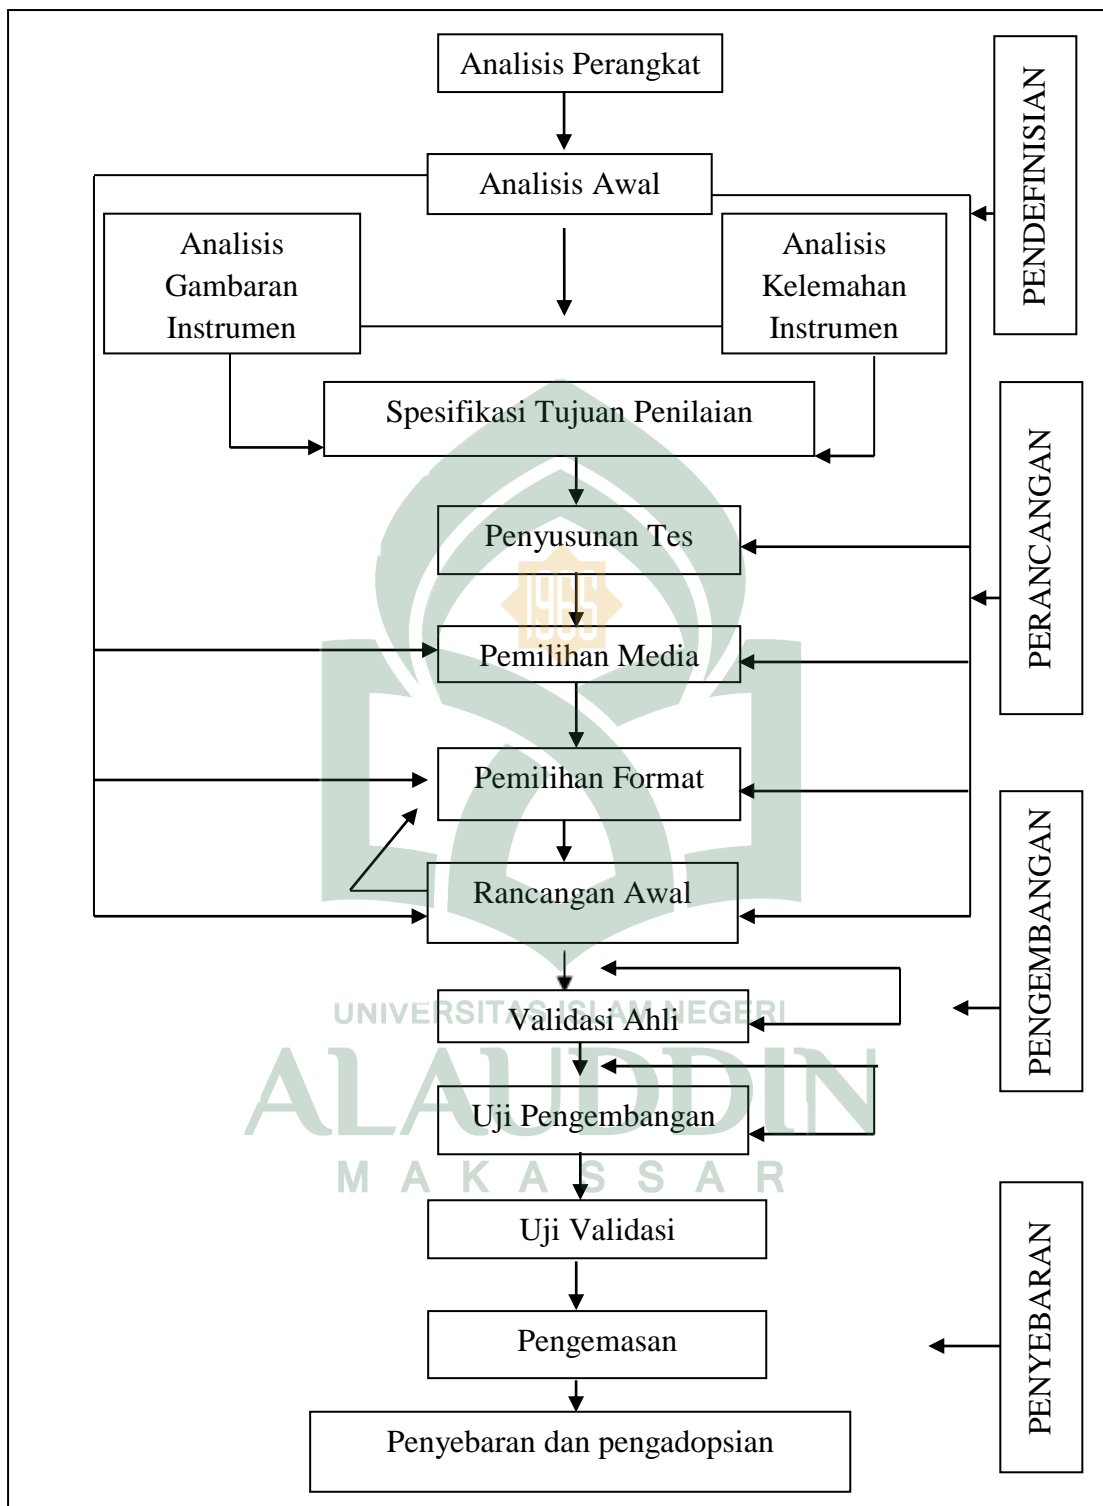 Analisis Perangkat
Analisis Awal
Analisis
Gambaran
Instrumen
Analisis
Kelemahan
Instrumen
Spesifikasi Tujuan Penilaian
Penyusunan Tes
1965
Pemilihan Media
Pemilihan Format
Rancangan Awal
UNIVERSITAS ISLAM NEGERI
Validasi Ahli
ALAUDDIN
Uji Pengembangan
MAKASSAR
Uji Validasi
Pengemasan
Penyebaran dan pengadopsian
PENDEFINISIAN
PERANCANGAN
PENGEMBANGAN
PENYEBARAN